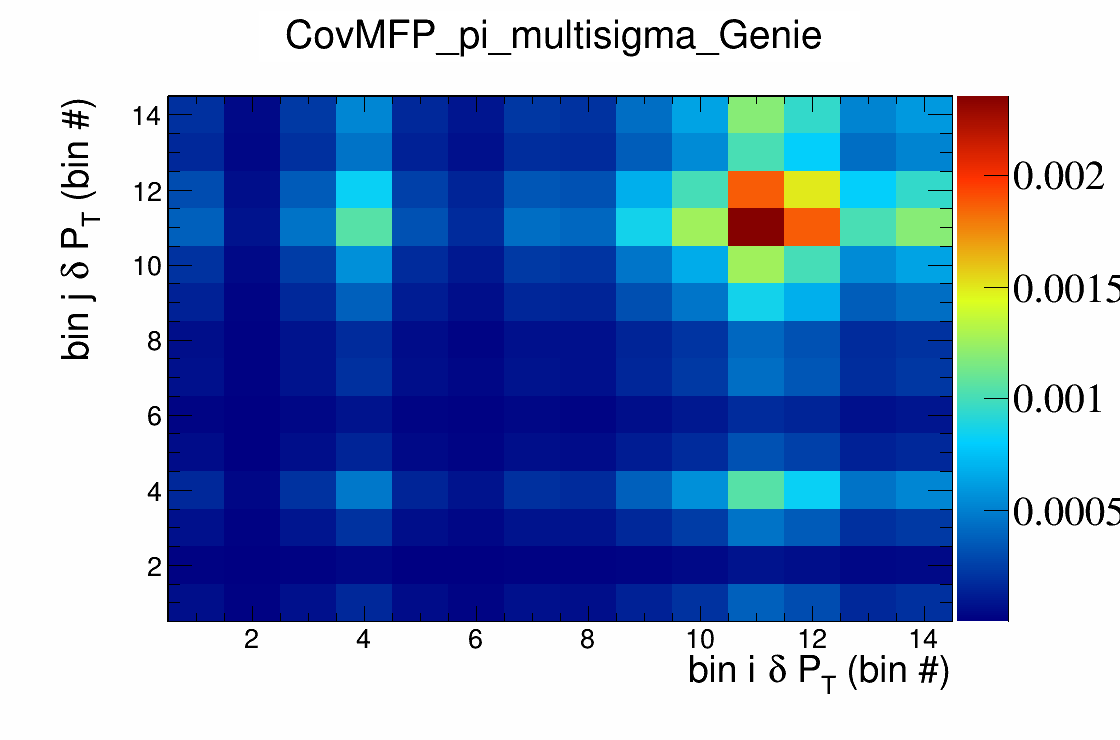 CovMFP_pi_multisigma_Genie
bin j δ P_T (bin #)
14
12
10
8
6
4
2
2 4 6 8 10 12 14
bin i δ P_T (bin #)
0.002
0.0015
0.001
0.0005